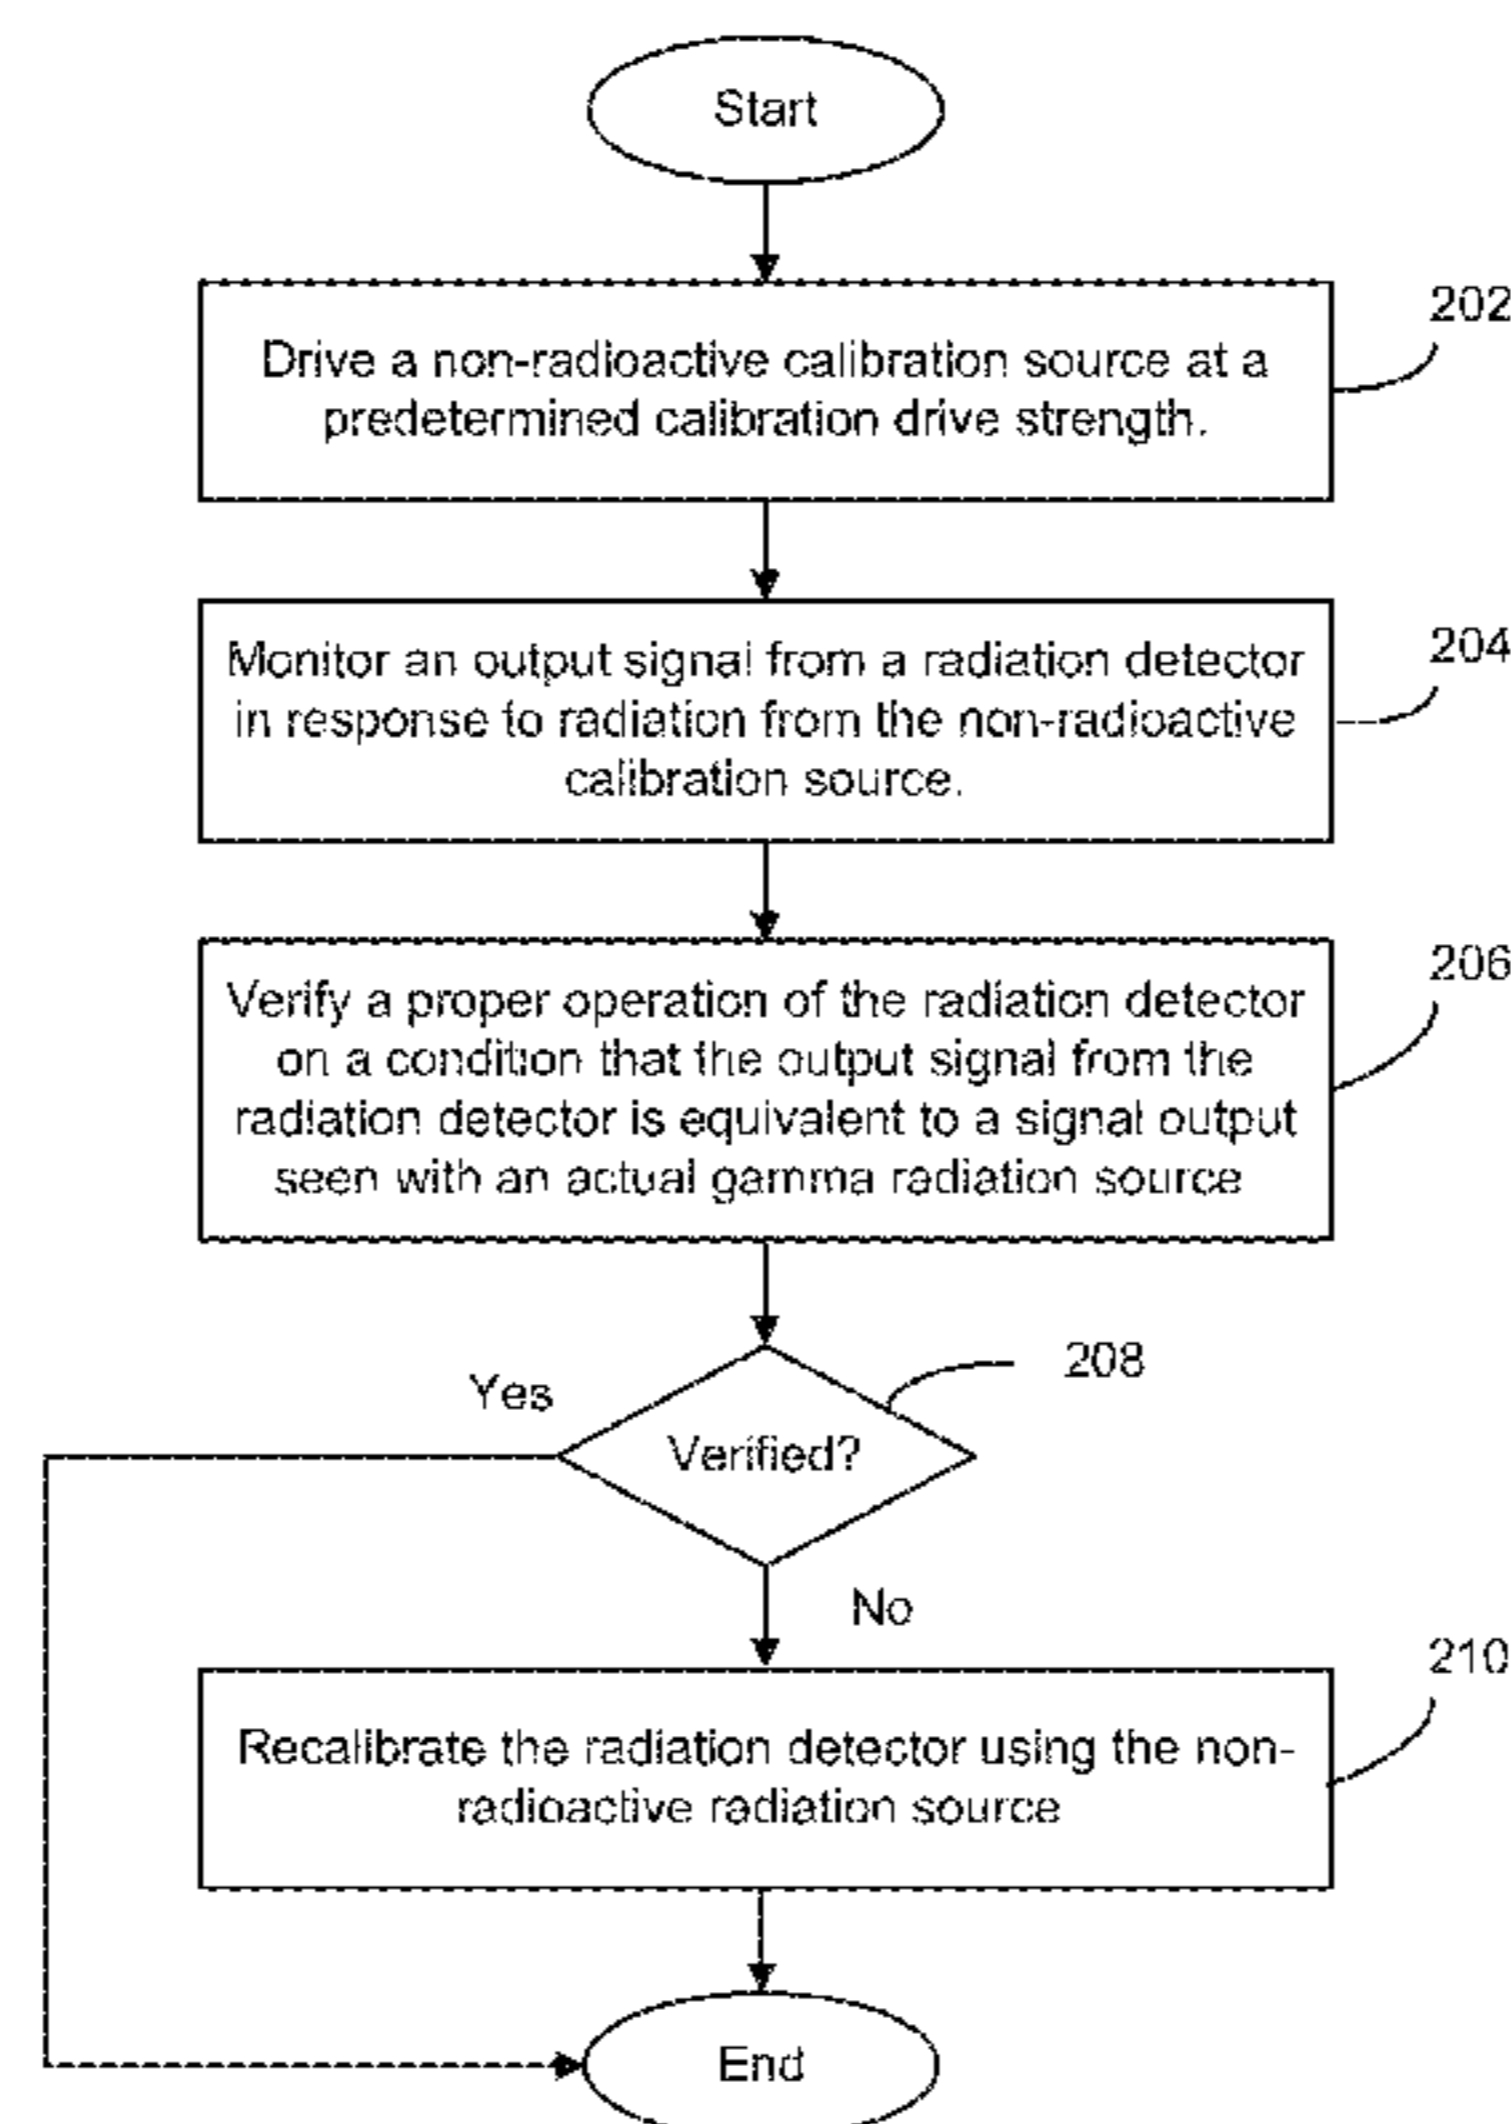 Start
202
Drive a non-radioactive calibration source at a
predetermined calibration drive strength.
204
Monitor an output signal from a radiation detector
in response to radiation from the non-radioactive
calibration source.
206
Verify a proper operation of the radiation detector
on a condition that the output signal from the
radiation detector is equivalent to a signal output
seen with an actual gamma radiation source
208
Yes
Verified?
No
210
Recalibrate the radiation detector using the non-
radioactive radiation source
End